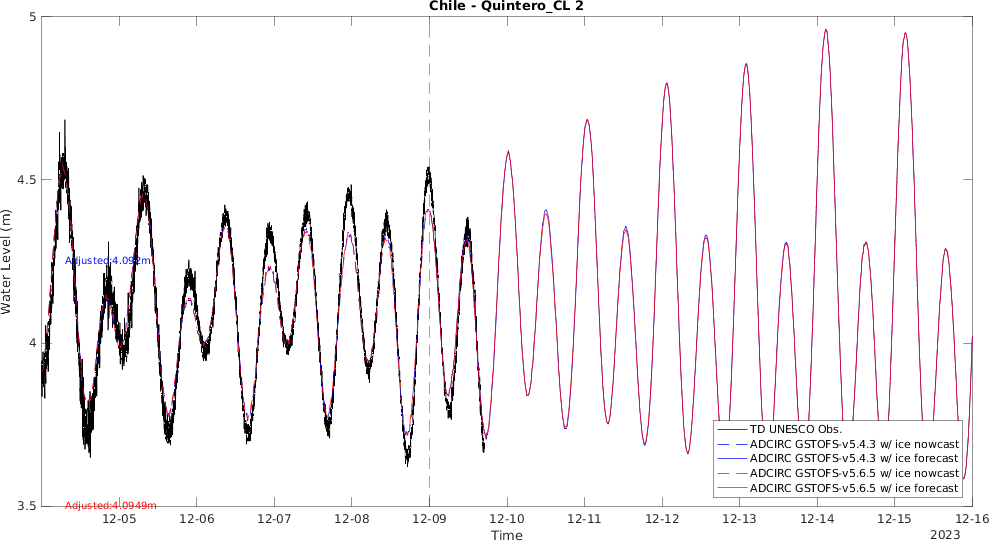 Chile - Quintero_CL 2
5
4.5
4
3.5
Water Level (m)
Adjusted:4.092m
Adjusted:4.0949m
TD UNESCO Obs.
ADCIRC GSTOFS-v5.4.3 w/ ice nowcast
ADCIRC GSTOFS-v5.4.3 w/ ice forecast
ADCIRC GSTOFS-v5.6.5 w/ ice nowcast
ADCIRC GSTOFS-v5.6.5 w/ ice forecast
12-05 12-06 12-07 12-08 12-09 12-10 12-11 12-12 12-13 12-14 12-15 12-16
Time
2023